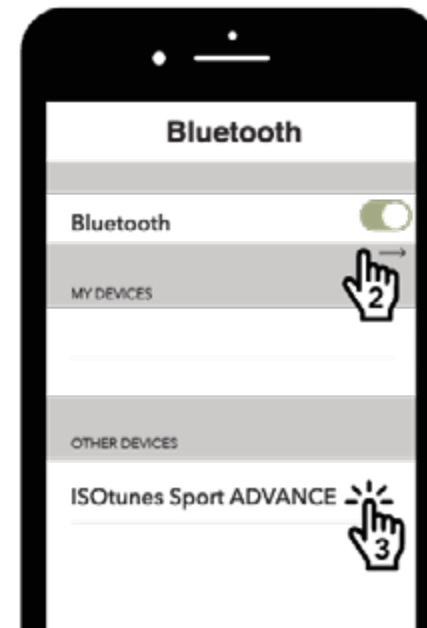 Bluetooth
Bluetooth
2
MY DEVICES
OTHER DEVICES
ISOtunes Sport ADVANCE
3